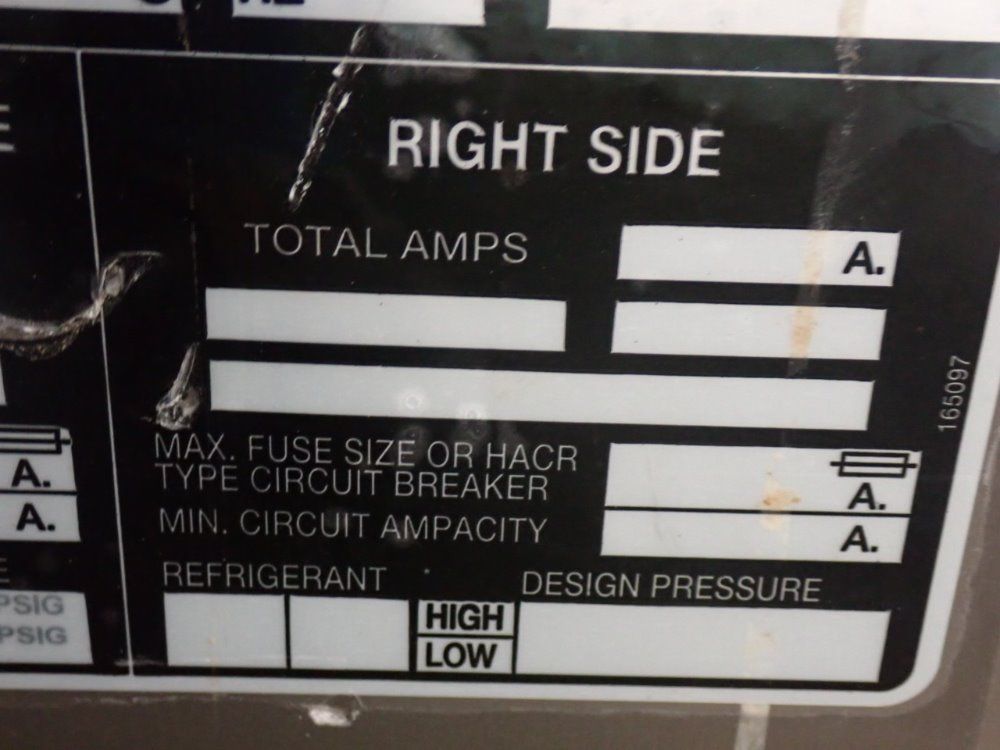 RIGHT SIDE
TOTAL AMPS A.
MAX. FUSE SIZE OR HACR
TYPE CIRCUIT BREAKER A.
MIN. CIRCUIT AMPACITY A.
REFRIGERANT DESIGN PRESSURE
HIGH
LOW
165097
A.
A.
PSIG
PSIG